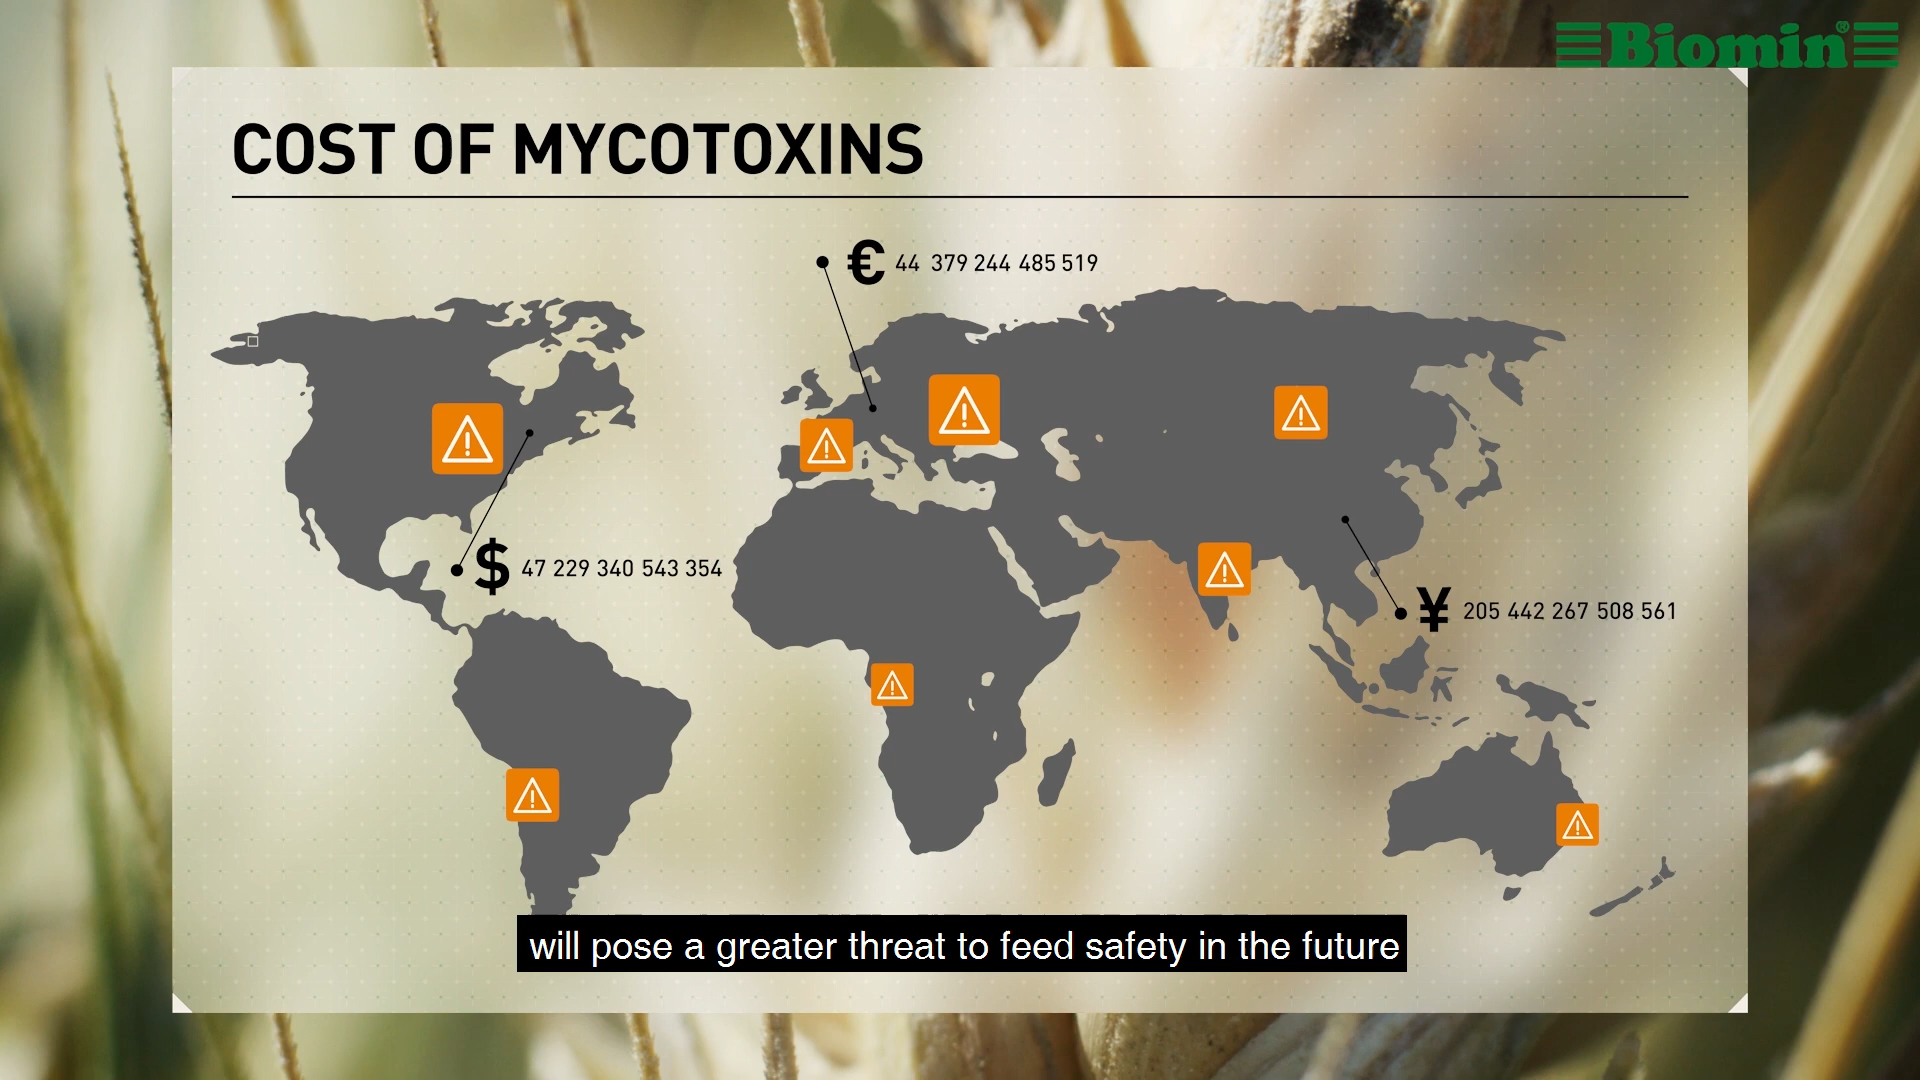 Biomin®
COST OF MYCOTOXINS
€ 44 379 244 485 519
$ 47 229 340 543 354
¥ 205 442 267 508 561
will pose a greater threat to feed safety in the future